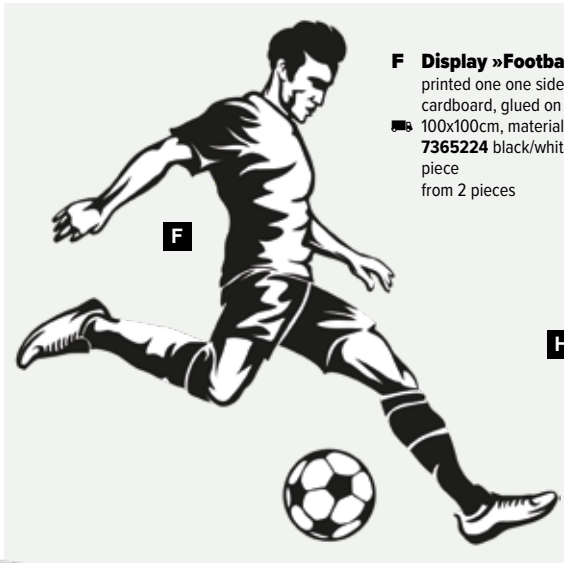 F Display »Footba
printed one one side
cardboard, glued on
100x100cm, material
7365224 black/whit
piece
from 2 pieces
F
H